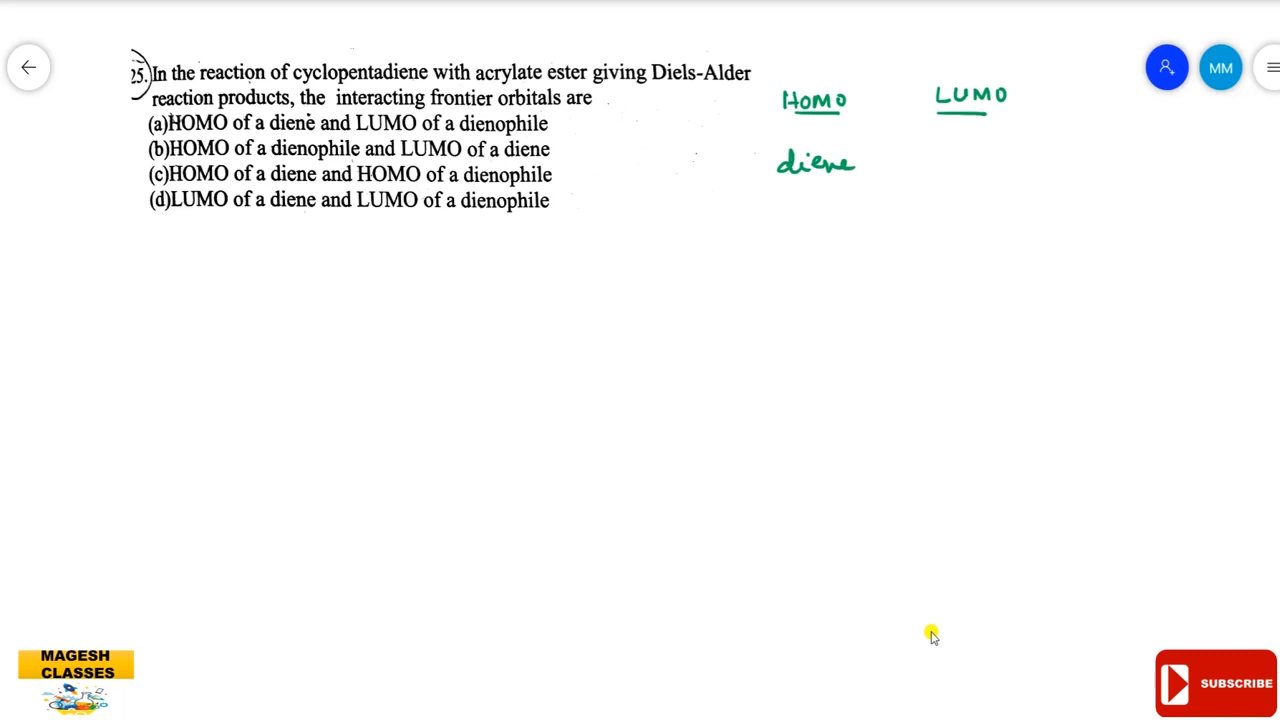 25. In the reaction of cyclopentadiene with acrylate ester giving Diels-Alder
reaction products, the interacting frontier orbitals are
(a)HOMO of a diene and LUMO of a dienophile
(b)HOMO of a dienophile and LUMO of a diene
(c)HOMO of a diene and HOMO of a dienophile
(d)LUMO of a diene and LUMO of a dienophile
HOMO LUMO
diene
MM
MAGESH
CLASSES
SUBSCRIBE